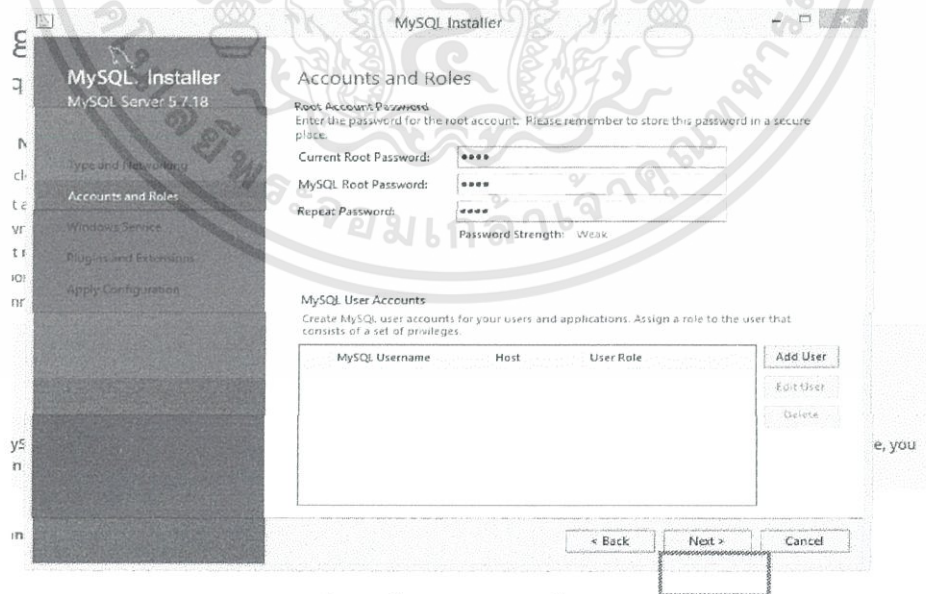 MySQL Installer
MySQL. Installer
MySQL Server 5.7.18
Type and Networking
Accounts and Roles
Windows Service
Plugins and Extensions
Apply Configuration
Accounts and Roles
Root Account Password
Enter the password for the root account. Please remember to store this password in a secure
place.
Current Root Password: ••••
MySQL Root Password: ••••
Repeat Password: ••••
Password Strength: Weak
MySQL User Accounts
Create MySQL user accounts for your users and applications. Assign a role to the user that
consists of a set of privileges.
MySQL Username Host User Role
Add User
Edit User
Delete
e, you
< Back Next > Cancel